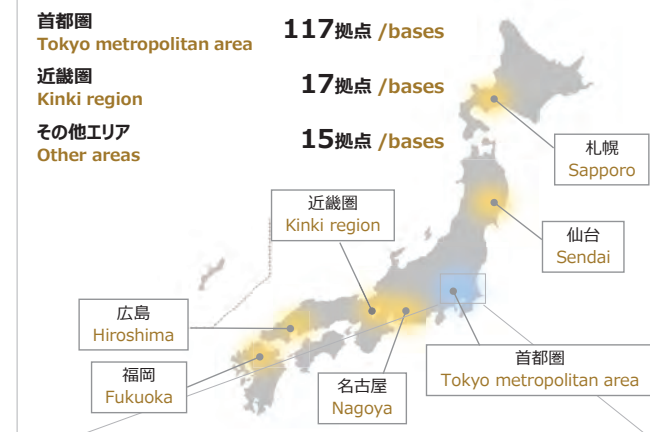 首都圏 117拠点 /bases
Tokyo metropolitan area
近畿圏 17拠点 /bases
Kinki region
その他エリア 15拠点 /bases
Other areas
札幌
Sapporo
近畿圏
Kinki region
仙台
Sendai
広島
Hiroshima
首都圏
Tokyo metropolitan area
福岡
Fukuoka
名古屋
Nagoya